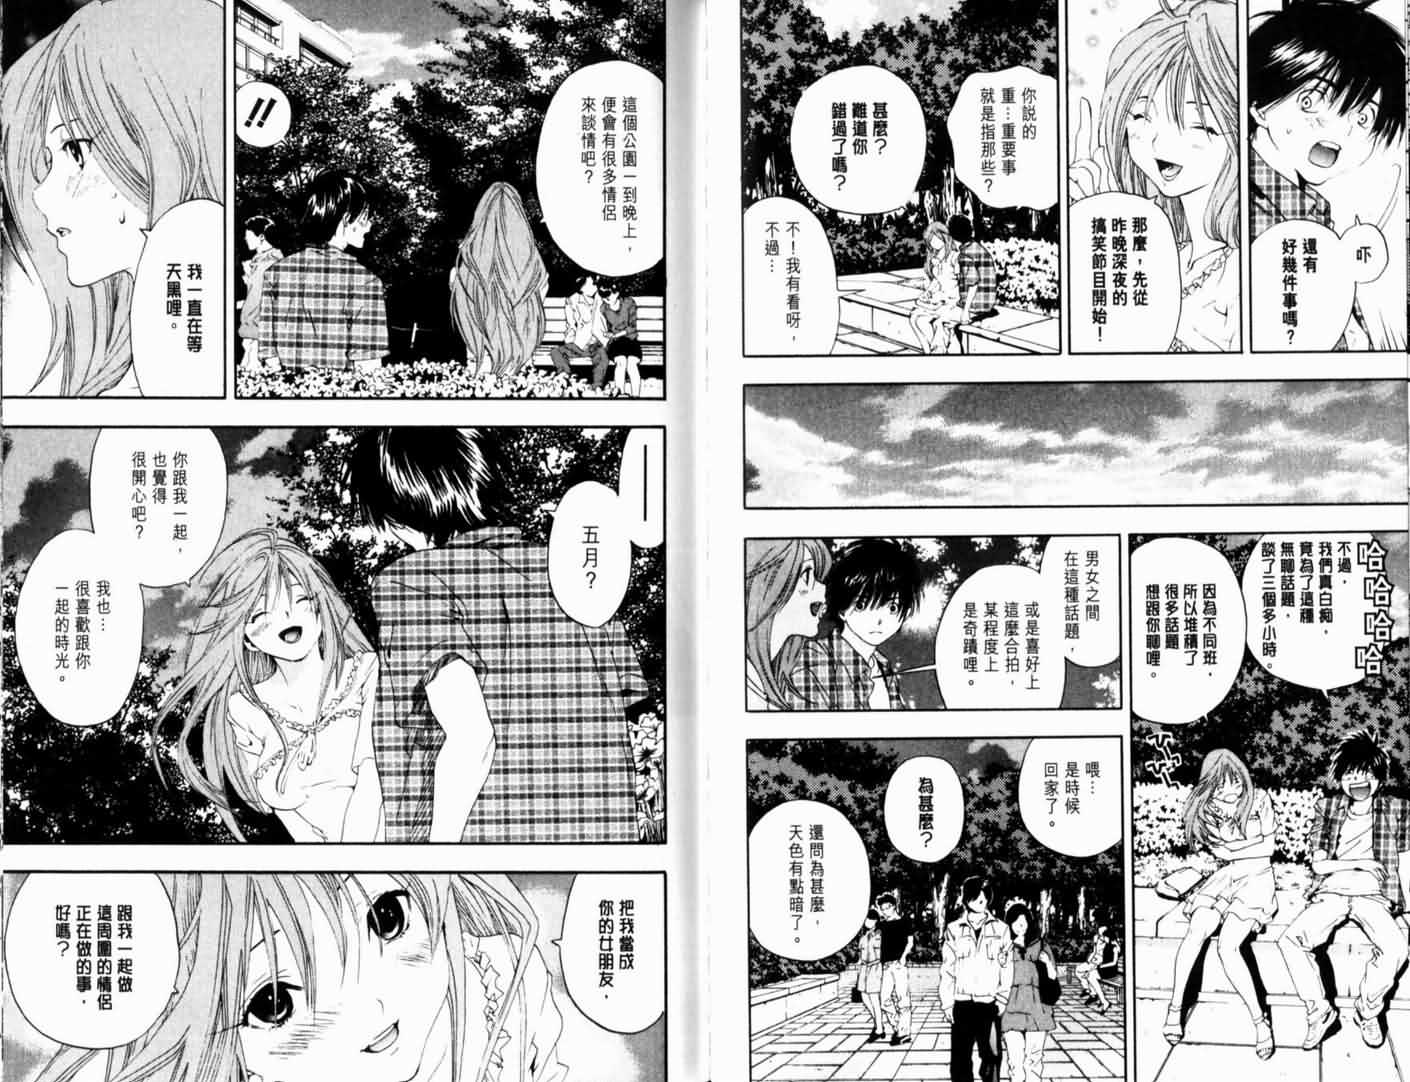 吓
還有
好幾件事嗎？
那麼，先從
昨晚深夜的
搞笑節目開始！
你說的
重…重要事
就是指那些？
甚麼？
難道你
錯過了嗎？
不！我有看呀，
不過…
哈哈哈哈哈
不過，
我們真白痴，
竟為了這種
無聊話題，
談了三個多小時。
因為不同班，
所以堆積了
很多話題
想跟你聊哩。
男女之間
在這種話題，
或是喜好上
這麼合拍，
某程度上
是奇蹟哩。
喂…
是時候
回家了。
為甚麼？
還問為甚麼，
天色有點暗了。
這個公園一到晚上，
便會有很多情侶
來談情吧？
!!
我一直在等
天黑哩。
五月？
你跟我一起，
也覺得
很開心吧？
我也…
很喜歡跟你
一起的時光。
把我當成
你的女朋友，
跟我一起做
這周圍的情侶
正在做的事，
好嗎？